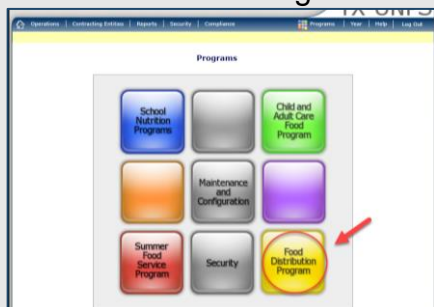 Operations | Contracting Entities | Reports | Security | Compliance
Programs | Year | Help | Log Out
Programs
School
Nutrition
Programs
Child and
Adult Care
Food
Program
Maintenance
and
Configuration
Summer
Food
Service
Program
Security
Food
Distribution
Program